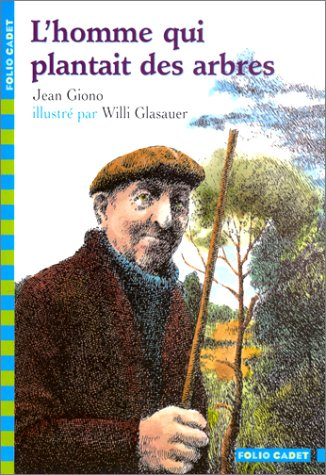 FOLIO CADET
L'homme qui
plantait des arbres
Jean Giono
illustré par Willi Glasauer
FOLIO CADET